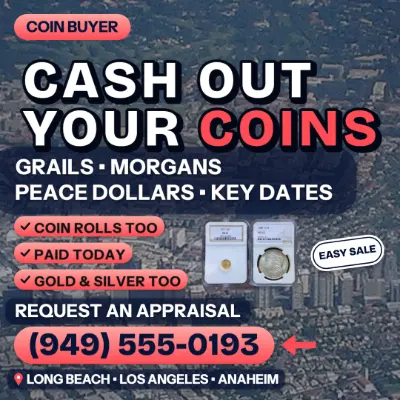 COIN BUYER
CASH OUT
YOUR COINS
GRAILS ▪ MORGANS
PEACE DOLLARS ▪ KEY DATES
✓ COIN ROLLS TOO
✓ PAID TODAY
✓ GOLD & SILVER TOO
EASY SALE
REQUEST AN APPRAISAL
(949) 555-0193
LONG BEACH ▪ LOS ANGELES ▪ ANAHEIM